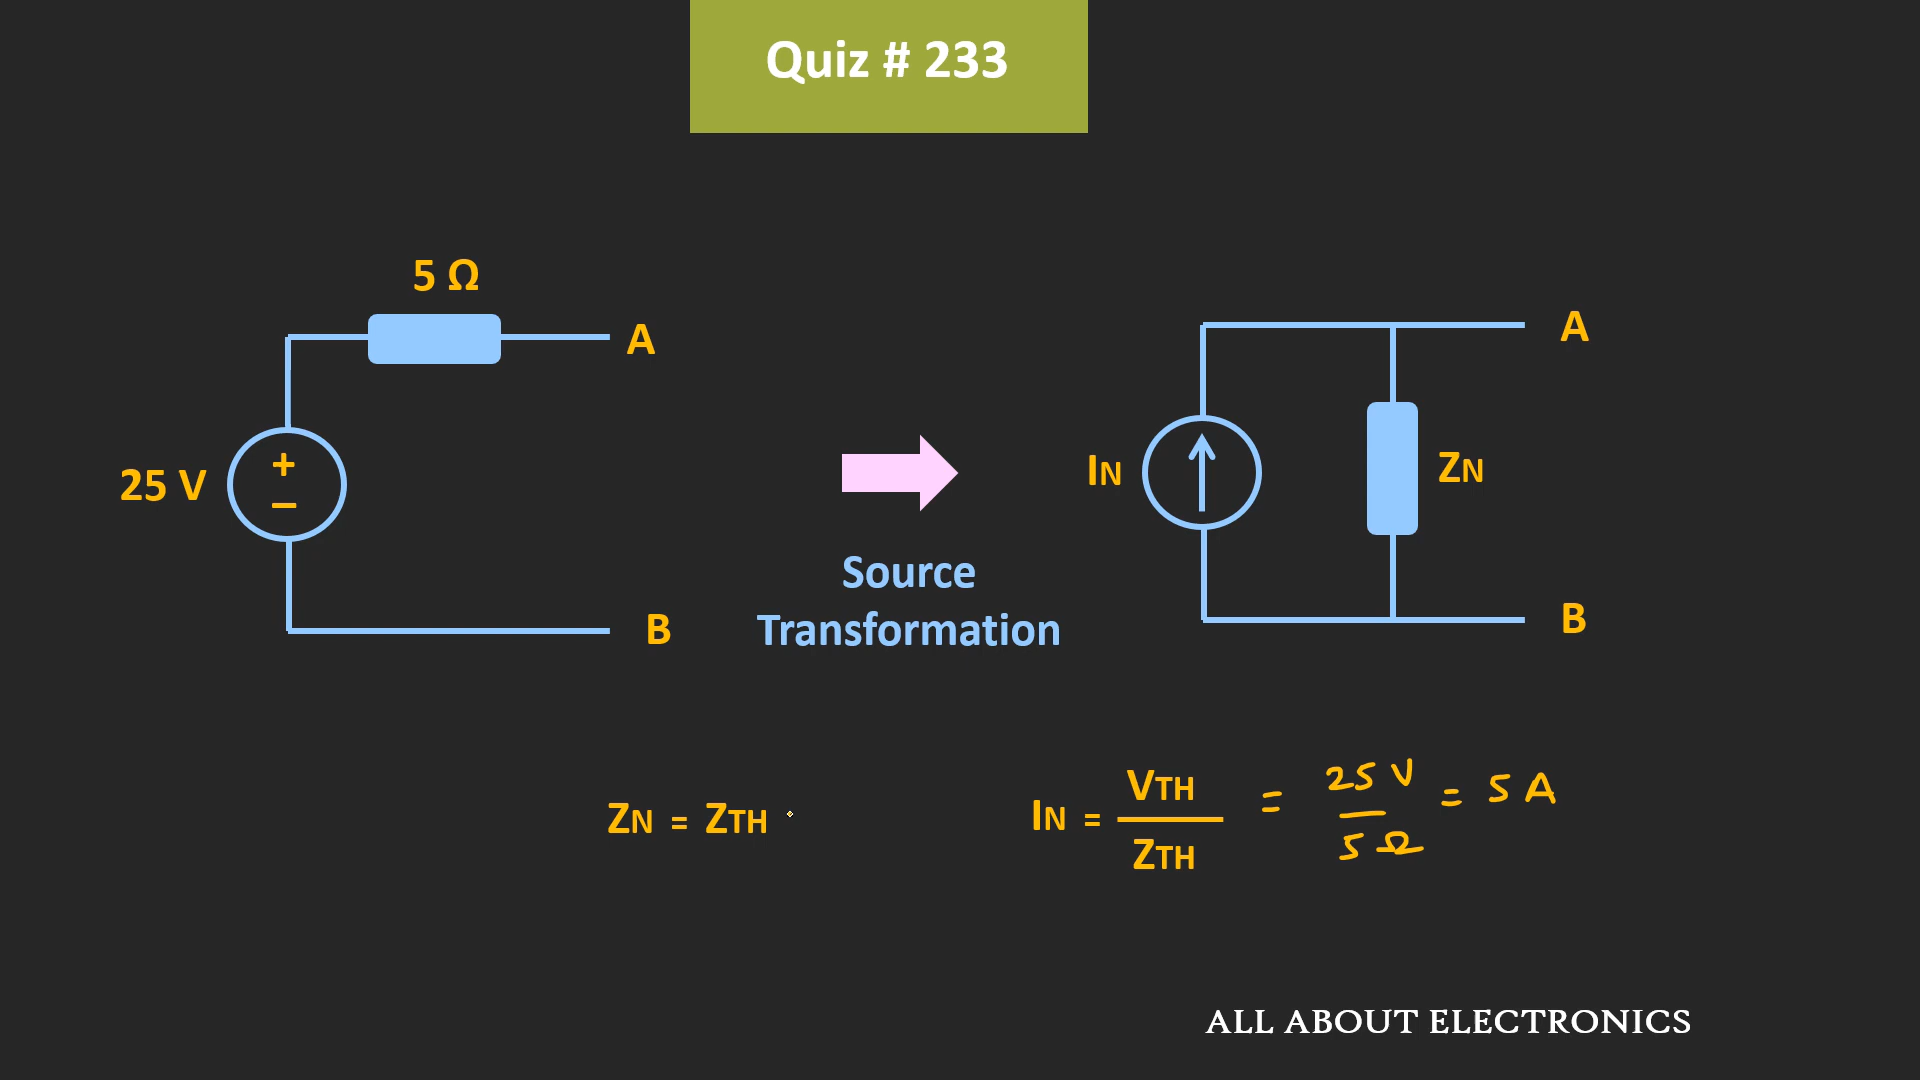 Quiz # 233
5 Ω
A
25 V
+
–
B
Source
Transformation
IN
ZN
A
B
ZN = ZTH
IN = VTH / ZTH = 25 V / 5 Ω = 5 A
ALL ABOUT ELECTRONICS